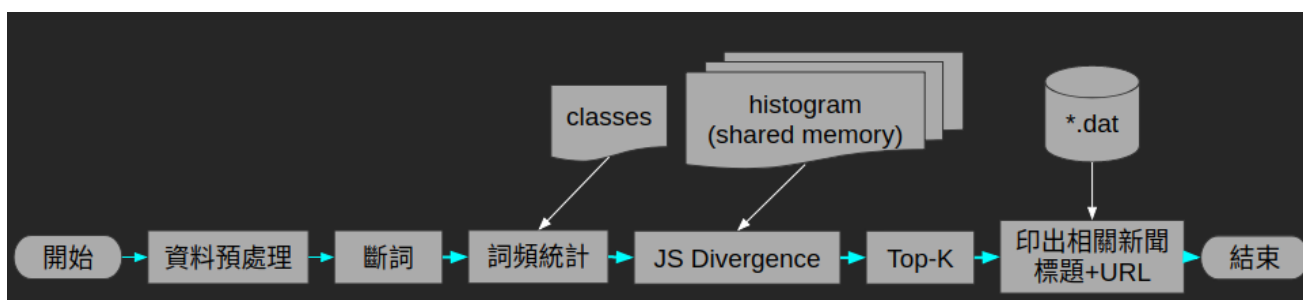 classes
histogram
(shared memory)
*.dat
開始
資料預處理
斷詞
詞頻統計
JS Divergence
Top-K
印出相關新聞
標題+URL
結束